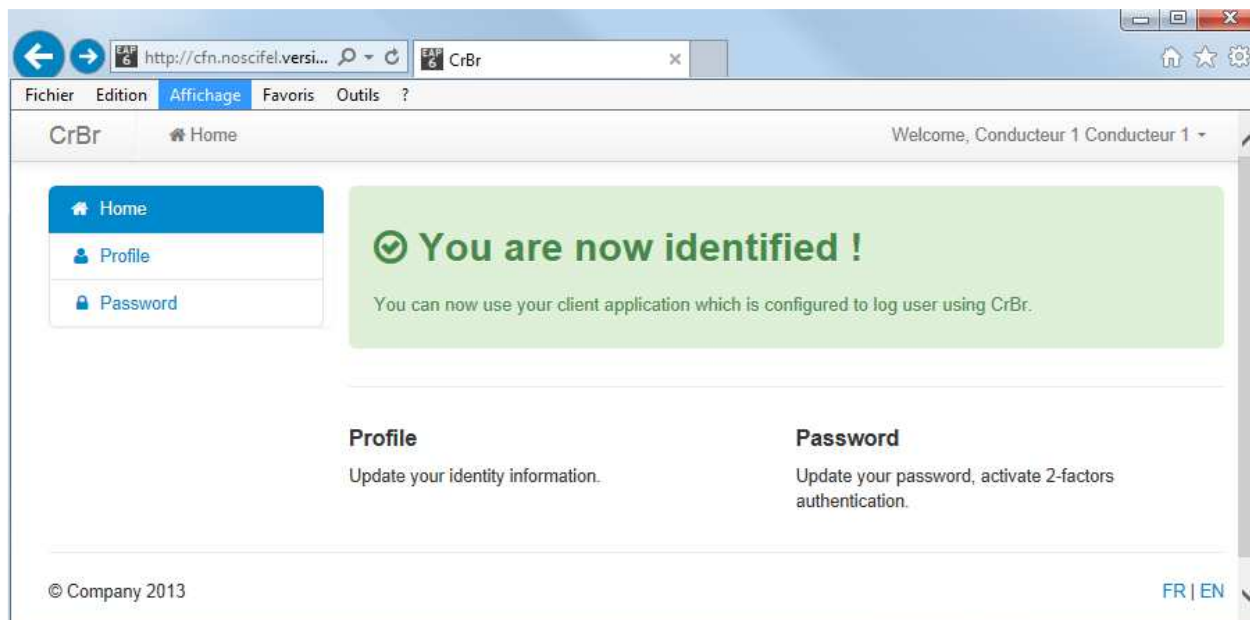 http://cfn.noscifel.versi...
EAP 6 CrBr
Fichier Edition Affichage Favoris Outils ?
CrBr Home Welcome, Conducteur 1 Conducteur 1
Home
Profile
Password
You are now identified !
You can now use your client application which is configured to log user using CrBr.
Profile
Update your identity information.
Password
Update your password, activate 2-factors
authentication.
© Company 2013 FR | EN